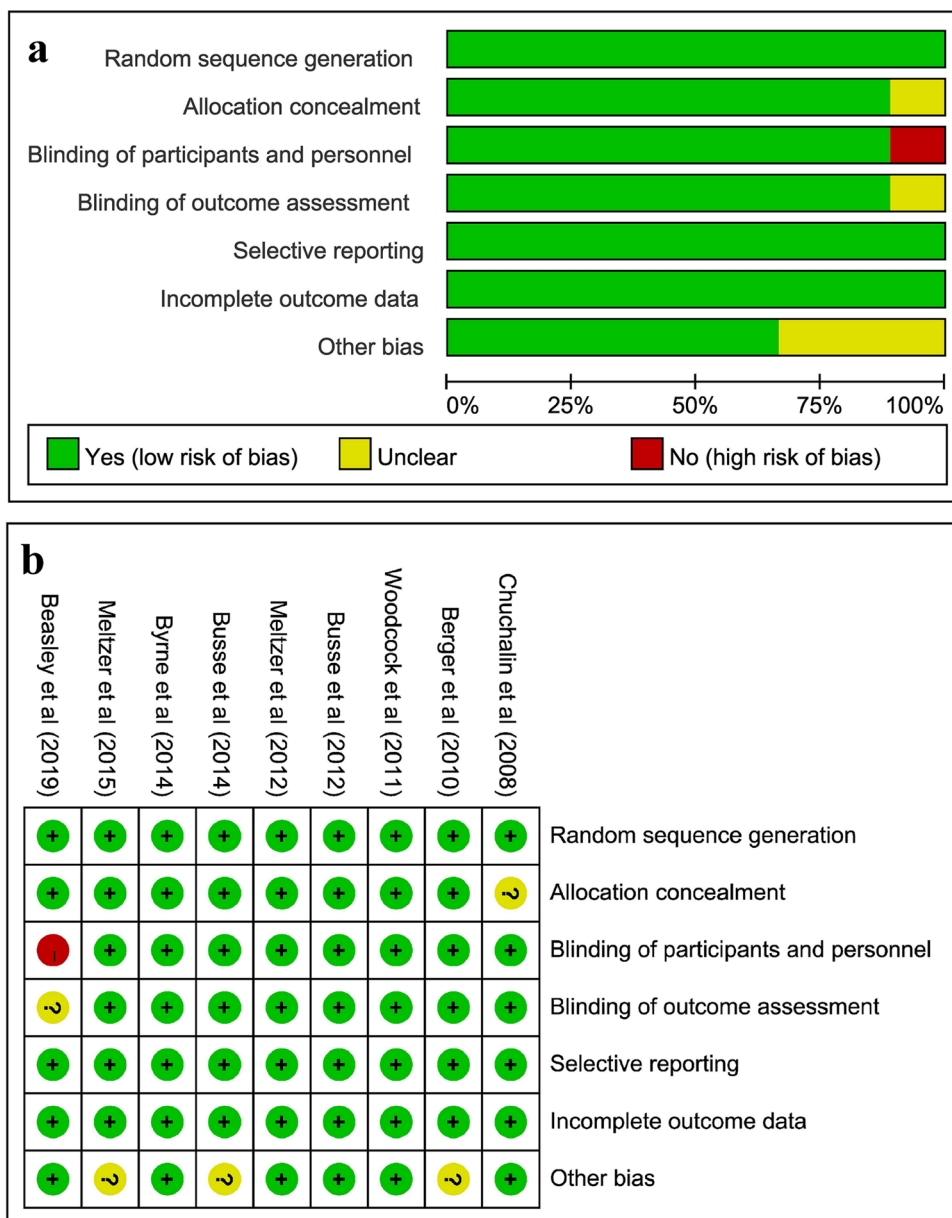 a
Random sequence generation
Allocation concealment
Blinding of participants and personnel
Blinding of outcome assessment
Selective reporting
Incomplete outcome data
Other bias
0% 25% 50% 75% 100%
Yes (low risk of bias) Unclear No (high risk of bias)
b
Beasley et al (2019)
Meltzer et al (2015)
Byrne et al (2014)
Busse et al (2014)
Meltzer et al (2012)
Busse et al (2012)
Woodcock et al (2011)
Berger et al (2010)
Chuchalin et al (2008)
+ + + + + + + + + Random sequence generation
+ + + + + + + + ? Allocation concealment
– + + + + + + + + Blinding of participants and personnel
? + + + + + + + + Blinding of outcome assessment
+ + + + + + + + + Selective reporting
+ + + + + + + + + Incomplete outcome data
+ ? + ? + + + ? + Other bias